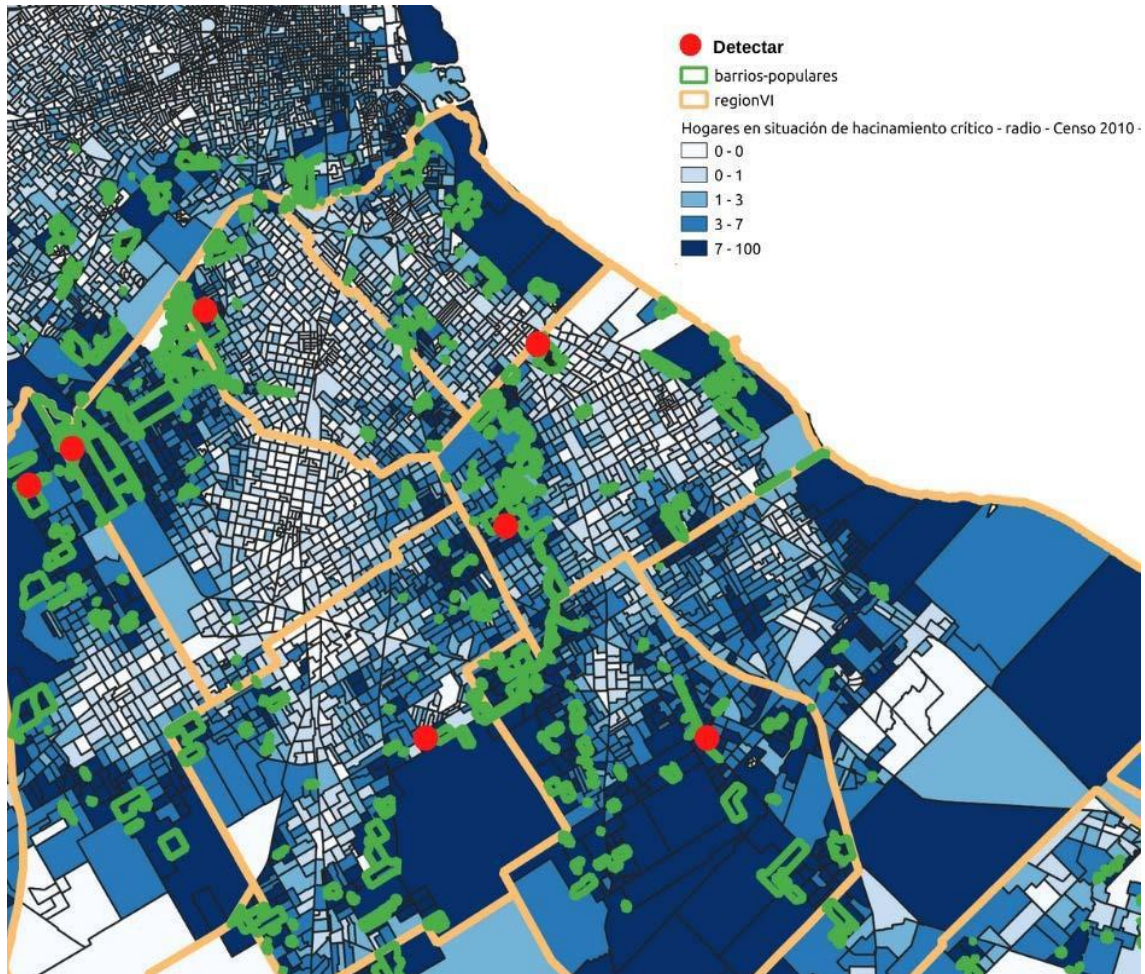 Detectar
barrios-populares
regionVI
Hogares en situación de hacinamiento crítico - radio - Censo 2010 -
0 - 0
0 - 1
1 - 3
3 - 7
7 - 100